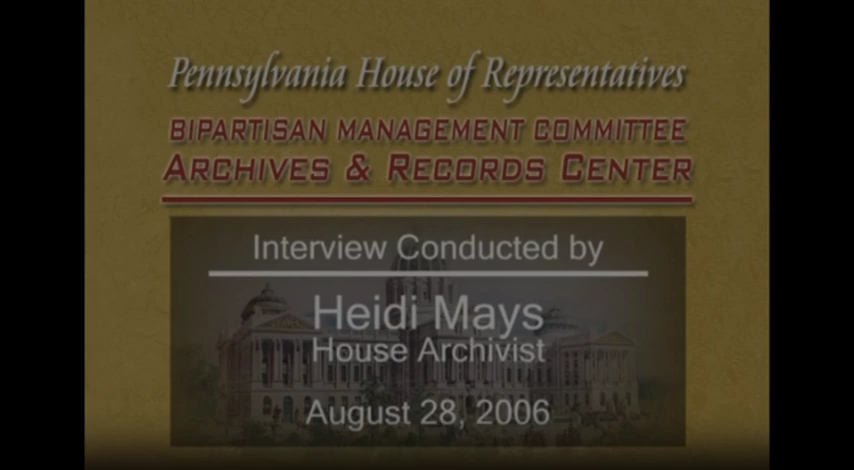 Pennsylvania House of Representatives
BIPARTISAN MANAGEMENT COMMITTEE
ARCHIVES & RECORDS CENTER
Interview Conducted by
Heidi Mays
House Archivist
August 28, 2006